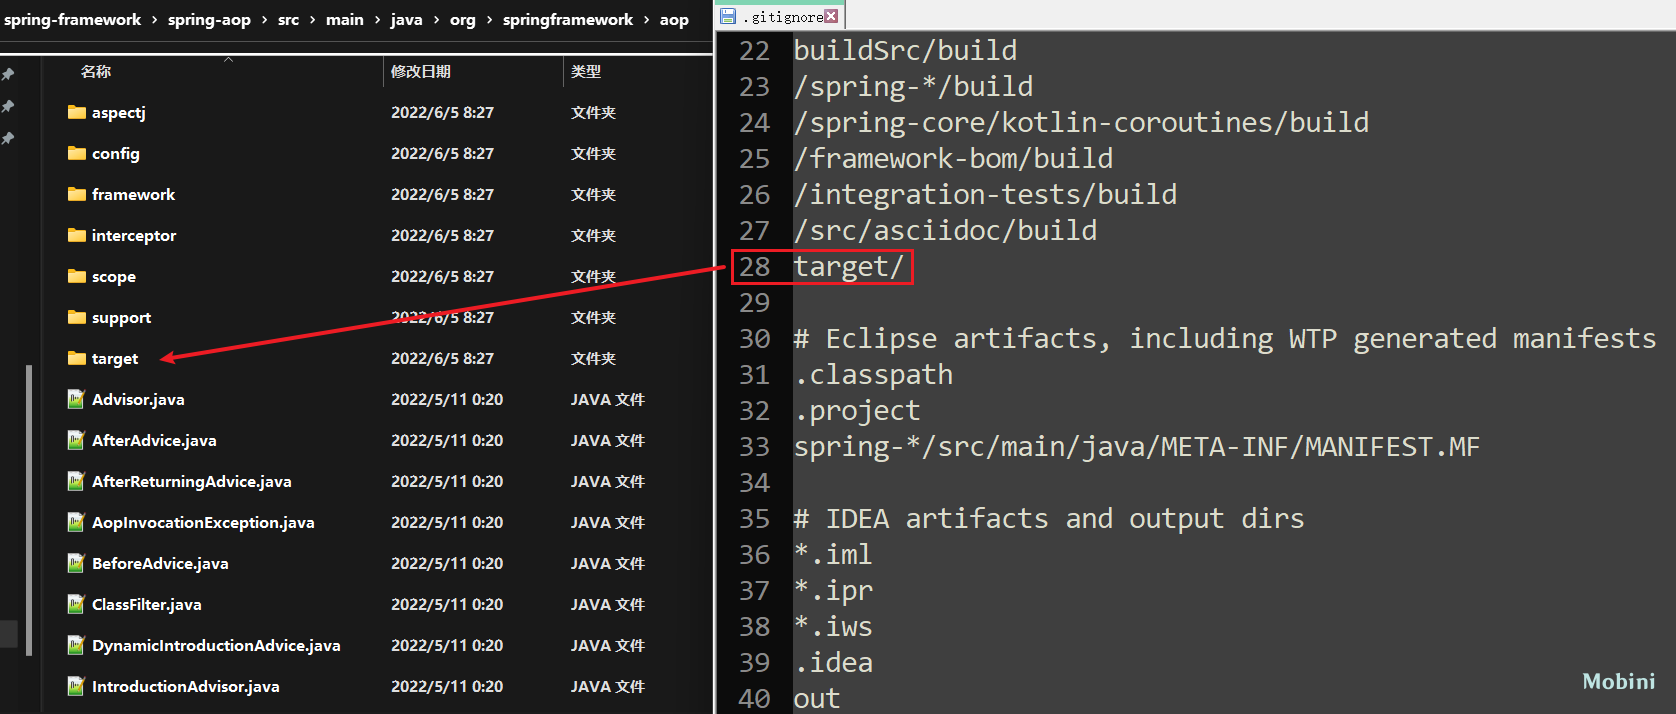 spring-framework › spring-aop › src › main › java › org › springframework › aop
名称 修改日期 类型
aspectj 2022/6/5 8:27 文件夹
config 2022/6/5 8:27 文件夹
framework 2022/6/5 8:27 文件夹
interceptor 2022/6/5 8:27 文件夹
scope 2022/6/5 8:27 文件夹
support 2022/6/5 8:27 文件夹
target 2022/6/5 8:27 文件夹
Advisor.java 2022/5/11 0:20 JAVA 文件
AfterAdvice.java 2022/5/11 0:20 JAVA 文件
AfterReturningAdvice.java 2022/5/11 0:20 JAVA 文件
AopInvocationException.java 2022/5/11 0:20 JAVA 文件
BeforeAdvice.java 2022/5/11 0:20 JAVA 文件
ClassFilter.java 2022/5/11 0:20 JAVA 文件
DynamicIntroductionAdvice.java 2022/5/11 0:20 JAVA 文件
IntroductionAdvisor.java 2022/5/11 0:20 JAVA 文件
.gitignore
22 buildSrc/build
23 /spring-*/build
24 /spring-core/kotlin-coroutines/build
25 /framework-bom/build
26 /integration-tests/build
27 /src/asciidoc/build
28 target/
29
30 # Eclipse artifacts, including WTP generated manifests
31 .classpath
32 .project
33 spring-*/src/main/java/META-INF/MANIFEST.MF
34
35 # IDEA artifacts and output dirs
36 *.iml
37 *.ipr
38 *.iws
39 .idea
40 out
Mobini